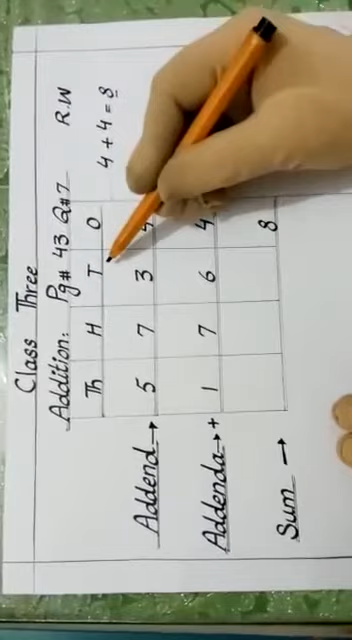 Class Three
Addition: Pg# 43 Q#7 R.W
Th H T O
4 + 4 = 8
Addend→ 5 7 3 4
Addenda→+ 1 7 6 4
Sum → 8